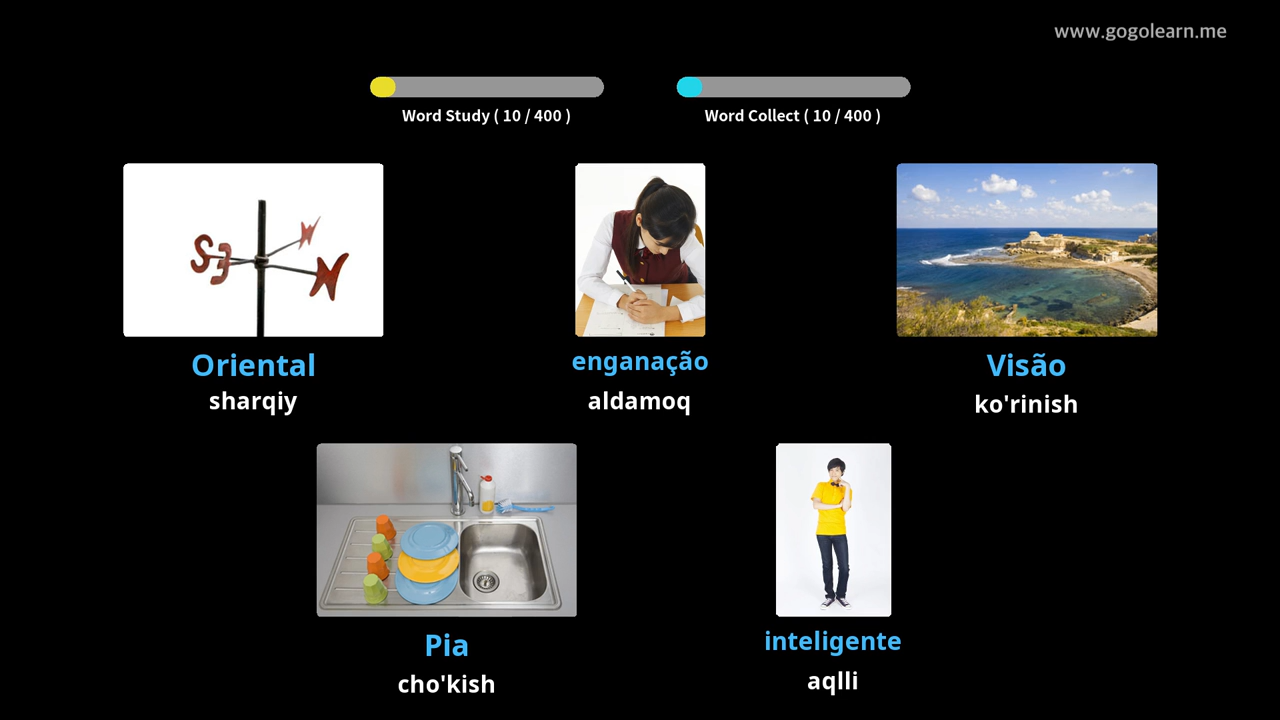 www.gogolearn.me
Word Study ( 10 / 400 )
Word Collect ( 10 / 400 )
S E N W
Oriental
enganação
Visão
sharqiy
aldamoq
ko'rinish
Pia
inteligente
cho'kish
aqlli